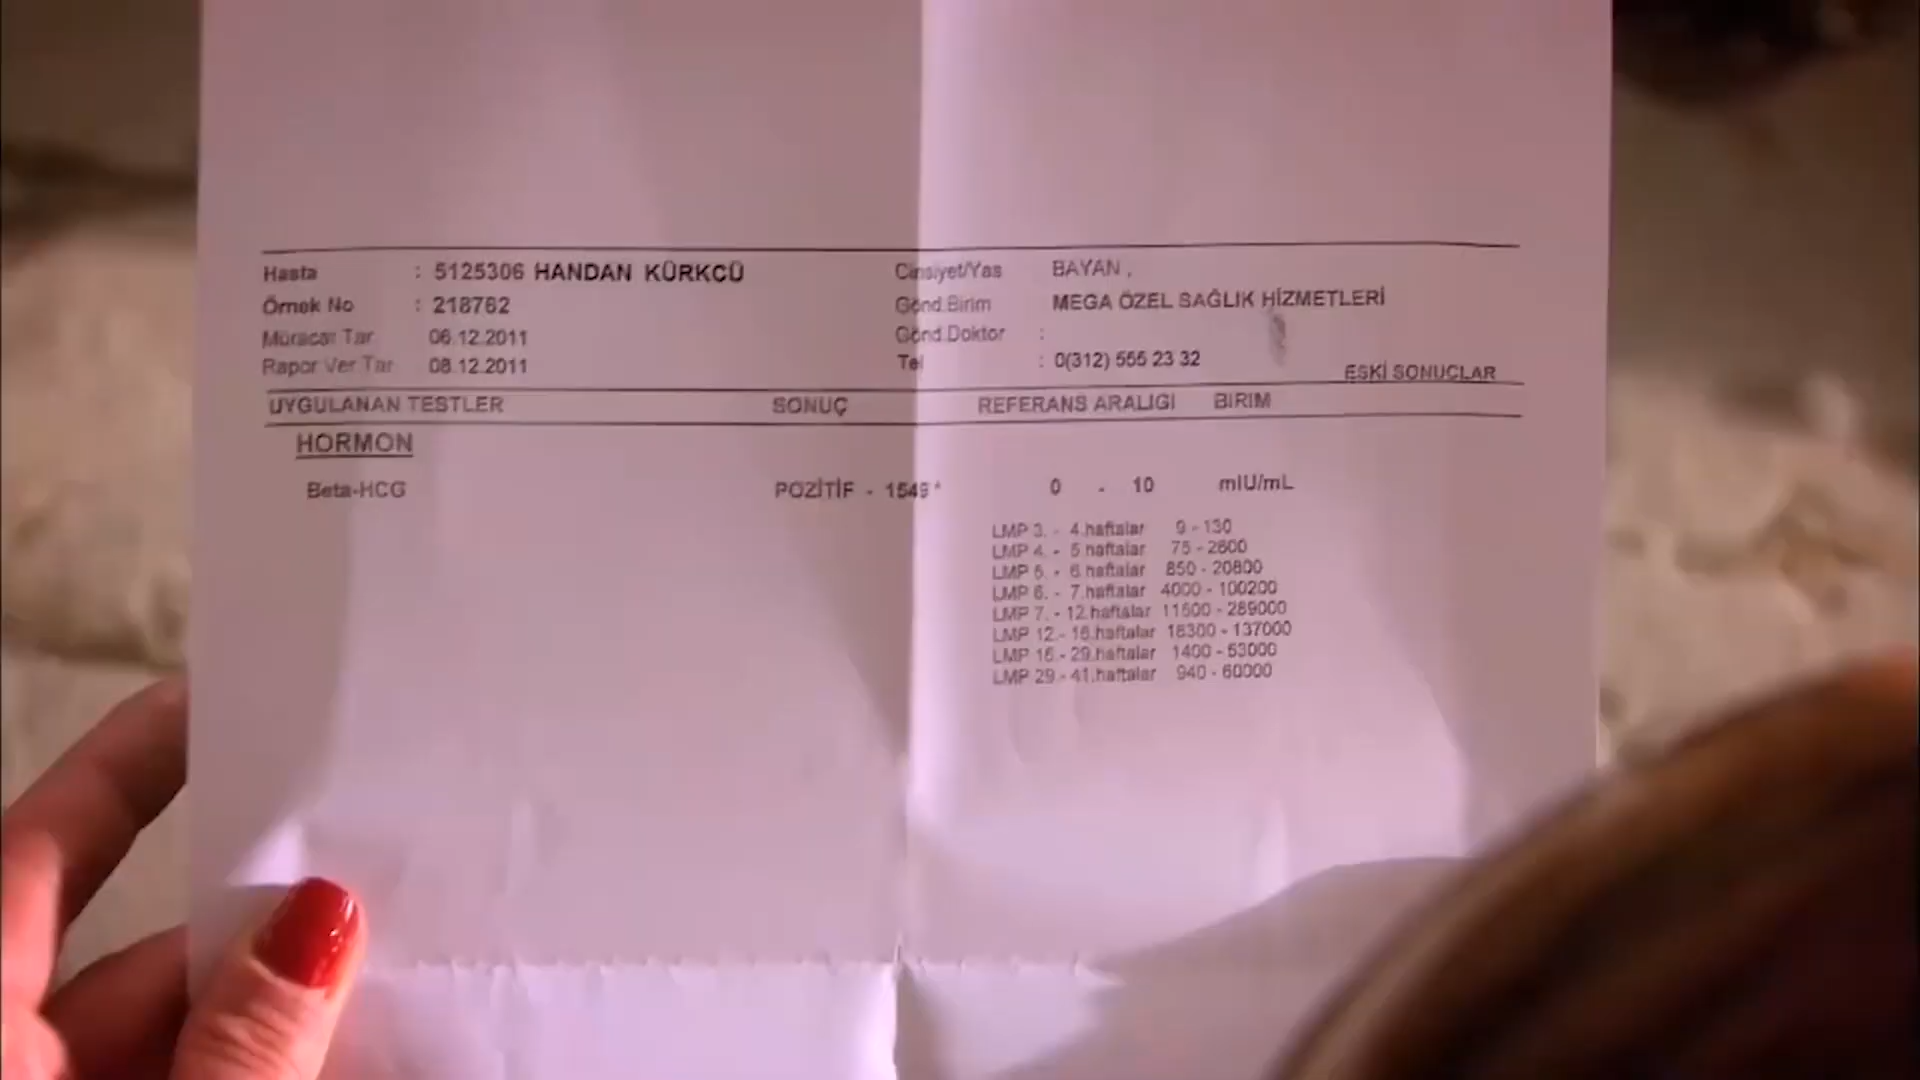 Hasta : 5125306 HANDAN KÜRKCÜ Cinsiyet/Yas BAYAN ,
Örnek No : 218762 Gönd.Birim MEGA ÖZEL SAĞLIK HİZMETLERİ
Müracat Tar. 06.12.2011 Gönd.Doktor :
Rapor Ver Tar 08.12.2011 Tel : 0(312) 555 23 32
ESKİ SONUCLAR
UYGULANAN TESTLER SONUÇ REFERANS ARALIGI BIRIM
HORMON
Beta-HCG POZİTİF - 1549* 0 - 10 mIU/mL
LMP 3. - 4.haftalar 9 - 130
LMP 4. - 5.haftalar 75 - 2600
LMP 5. - 6.haftalar 850 - 20800
LMP 6. - 7.haftalar 4000 - 100200
LMP 7. - 12.haftalar 11500 - 289000
LMP 12.- 16.haftalar 18300 - 137000
LMP 16.- 29.haftalar 1400 - 53000
LMP 29.- 41.haftalar 940 - 60000